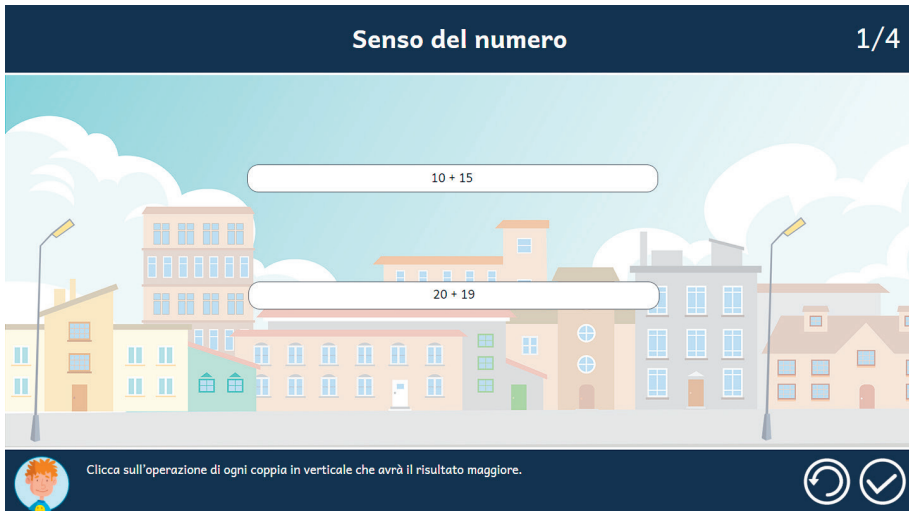 Senso del numero
1/4
10 + 15
20 + 19
Clicca sull'operazione di ogni coppia in verticale che avrà il risultato maggiore.